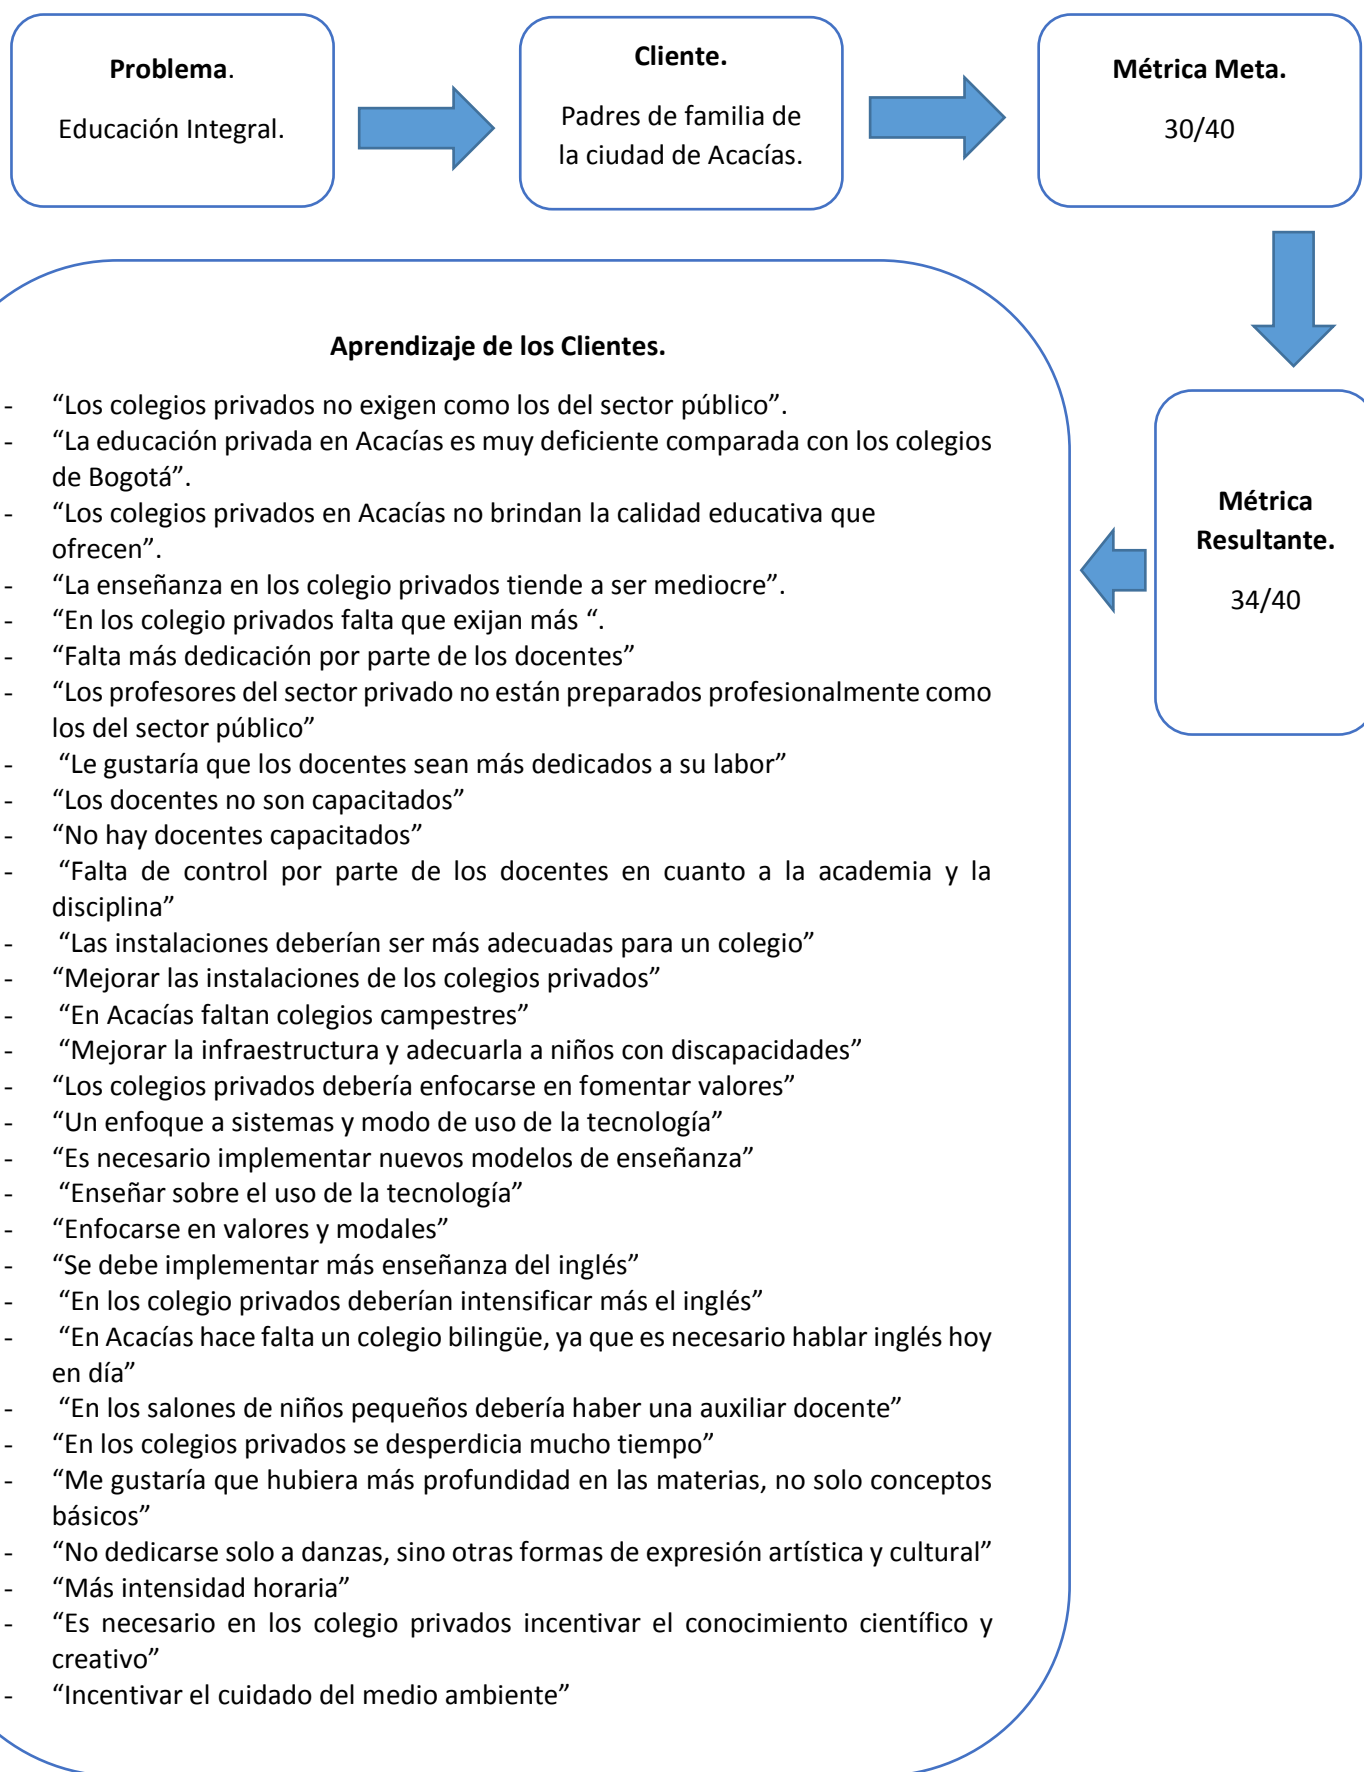 Problema.
Educación Integral.
Cliente.
Padres de familia de
la ciudad de Acacías.
Métrica Meta.
30/40
Métrica
Resultante.
34/40
Aprendizaje de los Clientes.
- “Los colegios privados no exigen como los del sector público”.
- “La educación privada en Acacías es muy deficiente comparada con los colegios
de Bogotá”.
- “Los colegios privados en Acacías no brindan la calidad educativa que
ofrecen”.
- “La enseñanza en los colegio privados tiende a ser mediocre”.
- “En los colegio privados falta que exijan más “.
- “Falta más dedicación por parte de los docentes”
- “Los profesores del sector privado no están preparados profesionalmente como
los del sector público”
- “Le gustaría que los docentes sean más dedicados a su labor”
- “Los docentes no son capacitados”
- “No hay docentes capacitados”
- “Falta de control por parte de los docentes en cuanto a la academia y la
disciplina”
- “Las instalaciones deberían ser más adecuadas para un colegio”
- “Mejorar las instalaciones de los colegios privados”
- “En Acacías faltan colegios campestres”
- “Mejorar la infraestructura y adecuarla a niños con discapacidades”
- “Los colegios privados debería enfocarse en fomentar valores”
- “Un enfoque a sistemas y modo de uso de la tecnología”
- “Es necesario implementar nuevos modelos de enseñanza”
- “Enseñar sobre el uso de la tecnología”
- “Enfocarse en valores y modales”
- “Se debe implementar más enseñanza del inglés”
- “En los colegio privados deberían intensificar más el inglés”
- “En Acacías hace falta un colegio bilingüe, ya que es necesario hablar inglés hoy
en día”
- “En los salones de niños pequeños debería haber una auxiliar docente”
- “En los colegios privados se desperdicia mucho tiempo”
- “Me gustaría que hubiera más profundidad en las materias, no solo conceptos
básicos”
- “No dedicarse solo a danzas, sino otras formas de expresión artística y cultural”
- “Más intensidad horaria”
- “Es necesario en los colegio privados incentivar el conocimiento científico y
creativo”
- “Incentivar el cuidado del medio ambiente”